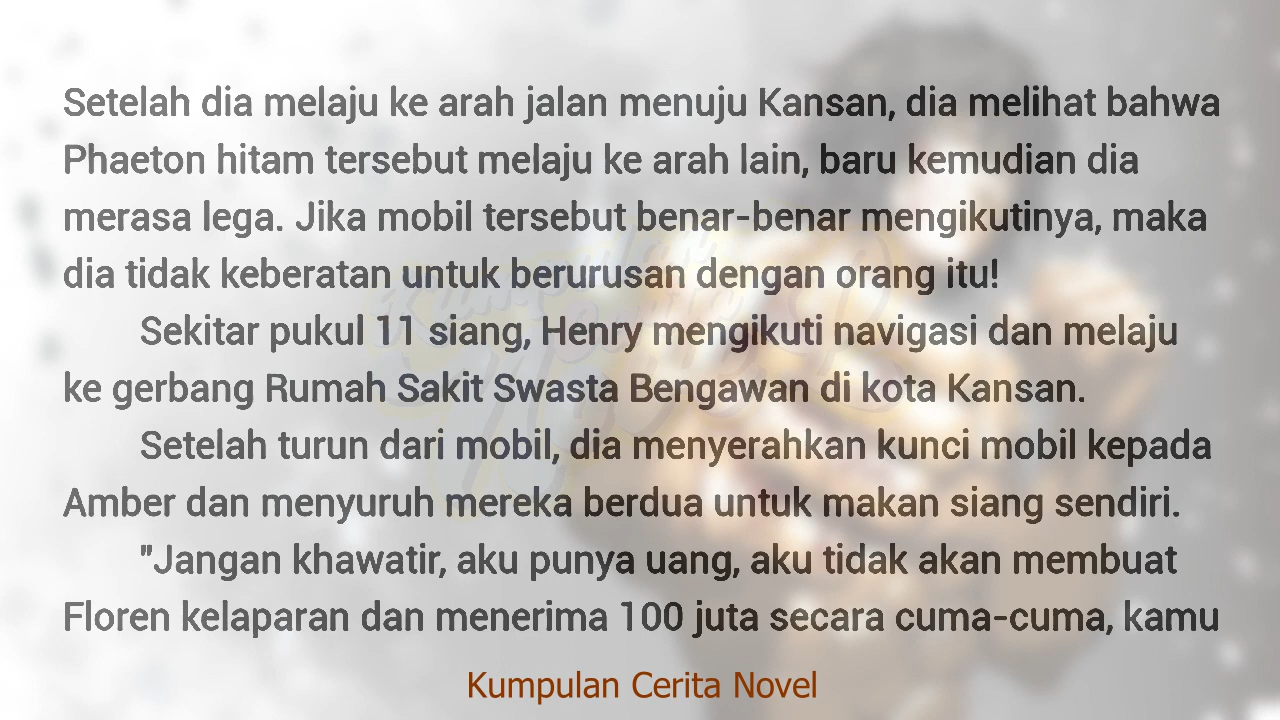 Setelah dia melaju ke arah jalan menuju Kansan, dia melihat bahwa
Phaeton hitam tersebut melaju ke arah lain, baru kemudian dia
merasa lega. Jika mobil tersebut benar-benar mengikutinya, maka
dia tidak keberatan untuk berurusan dengan orang itu!
Sekitar pukul 11 siang, Henry mengikuti navigasi dan melaju
ke gerbang Rumah Sakit Swasta Bengawan di kota Kansan.
Setelah turun dari mobil, dia menyerahkan kunci mobil kepada
Amber dan menyuruh mereka berdua untuk makan siang sendiri.
"Jangan khawatir, aku punya uang, aku tidak akan membuat
Floren kelaparan dan menerima 100 juta secara cuma-cuma, kamu
Kumpulan Cerita Novel